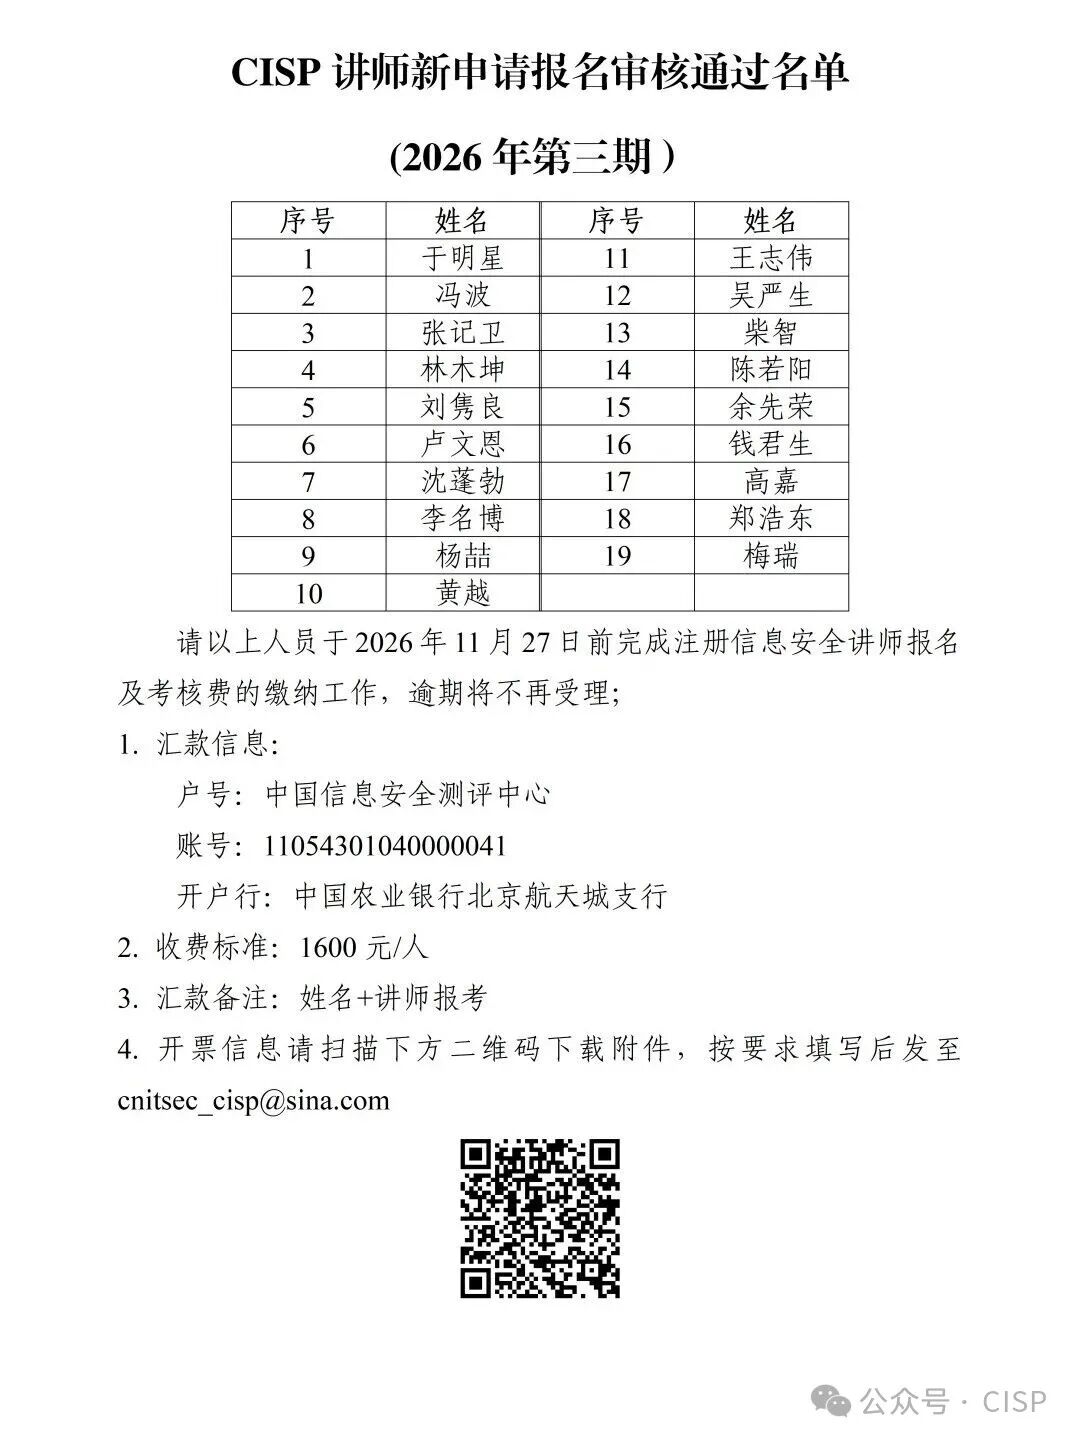 CISP 讲师新申请报名审核通过名单
(2026 年第三期）
序号 姓名 序号 姓名
1 于明星 11 王志伟
2 冯波 12 吴严生
3 张记卫 13 柴智
4 林木坤 14 陈若阳
5 刘隽良 15 余先荣
6 卢文恩 16 钱君生
7 沈蓬勃 17 高嘉
8 李名博 18 郑浩东
9 杨喆 19 梅瑞
10 黄越
请以上人员于 2026 年 11 月 27 日前完成注册信息安全讲师报名
及考核费的缴纳工作，逾期将不再受理；
1. 汇款信息：
户号：中国信息安全测评中心
账号：11054301040000041
开户行：中国农业银行北京航天城支行
2. 收费标准：1600 元/人
3. 汇款备注：姓名+讲师报考
4. 开票信息请扫描下方二维码下载附件，按要求填写后发至
cnitsec_cisp@sina.com
公众号 · CISP